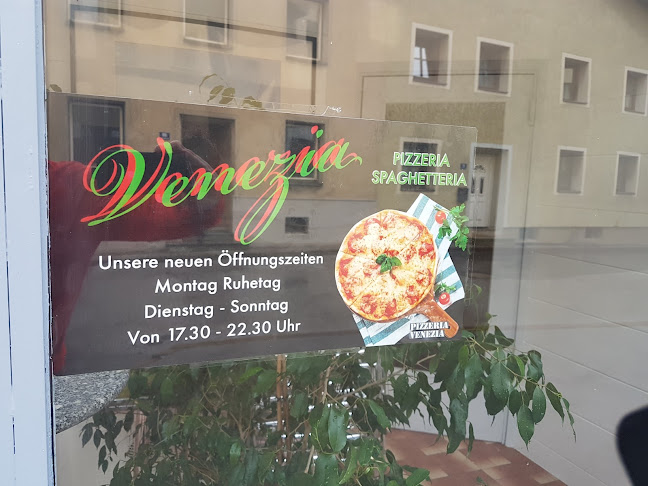 Venezia
PIZZERIA
SPAGHETTERIA
Unsere neuen Öffnungszeiten
Montag Ruhetag
Dienstag - Sonntag
Von 17.30 - 22.30 Uhr
PIZZERIA
VENEZIA